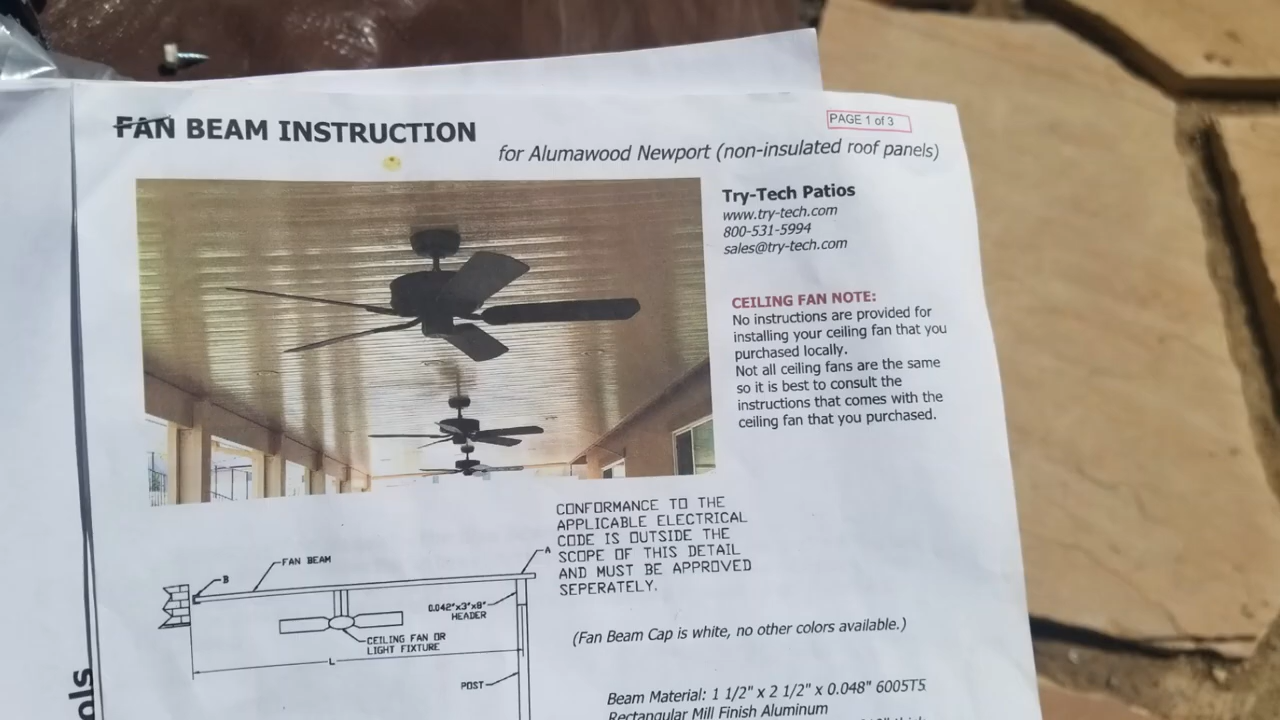 FAN BEAM INSTRUCTION
PAGE 1 of 3
for Alumawood Newport (non-insulated roof panels)
Try-Tech Patios
www.try-tech.com
800-531-5994
sales@try-tech.com
CEILING FAN NOTE:
No instructions are provided for
installing your ceiling fan that you
purchased locally.
Not all ceiling fans are the same
so it is best to consult the
instructions that comes with the
ceiling fan that you purchased.
CONFORMANCE TO THE
APPLICABLE ELECTRICAL
CODE IS OUTSIDE THE
SCOPE OF THIS DETAIL
AND MUST BE APPROVED
SEPERATELY.
A
FAN BEAM
B
0.042"x3"x8"
HEADER
CEILING FAN OR
LIGHT FIXTURE
L
POST
(Fan Beam Cap is white, no other colors available.)
Beam Material: 1 1/2" x 2 1/2" x 0.048" 6005T5
Rectangular Mill Finish Aluminum
ols